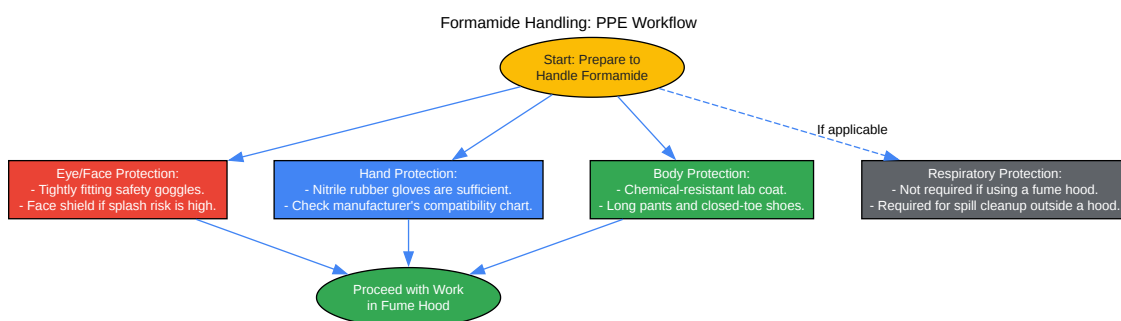 Formamide Handling: PPE Workflow
Start: Prepare to
Handle Formamide
If applicable
Eye/Face Protection:
- Tightly fitting safety goggles.
- Face shield if splash risk is high.
Hand Protection:
- Nitrile rubber gloves are sufficient.
- Check manufacturer's compatibility chart.
Body Protection:
- Chemical-resistant lab coat.
- Long pants and closed-toe shoes.
Respiratory Protection:
- Not required if using a fume hood.
- Required for spill cleanup outside a hood.
Proceed with Work
in Fume Hood